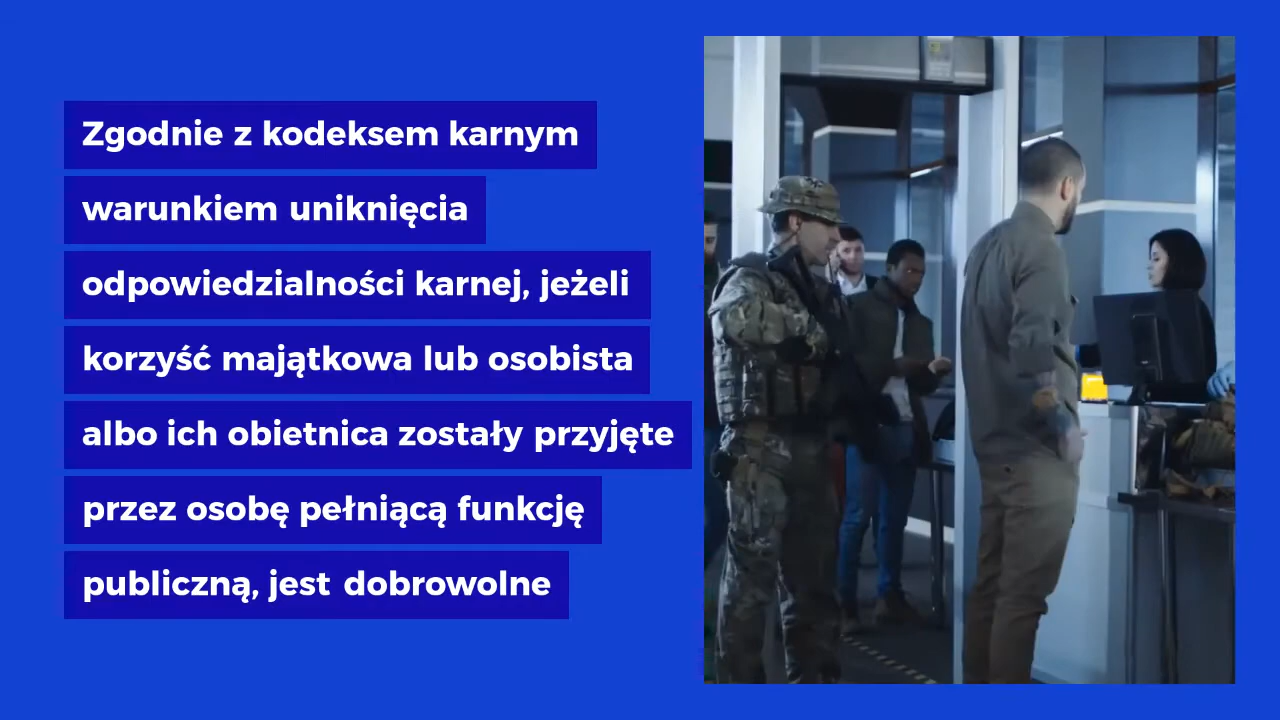 Zgodnie z kodeksem karnym
warunkiem uniknięcia
odpowiedzialności karnej, jeżeli
korzyść majątkowa lub osobista
albo ich obietnica zostały przyjęte
przez osobę pełniącą funkcję
publiczną, jest dobrowolne